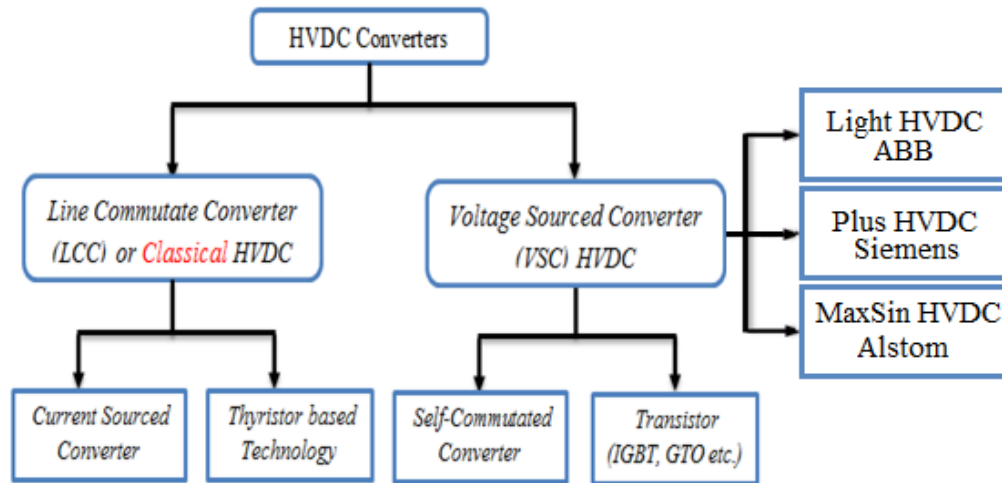 HVDC Converters
Line Commutate Converter
(LCC) or Classical HVDC
Voltage Sourced Converter
(VSC) HVDC
Light HVDC
ABB
Plus HVDC
Siemens
MaxSin HVDC
Alstom
Current Sourced
Converter
Thyristor based
Technology
Self-Commutated
Converter
Transistor
(IGBT, GTO etc.)